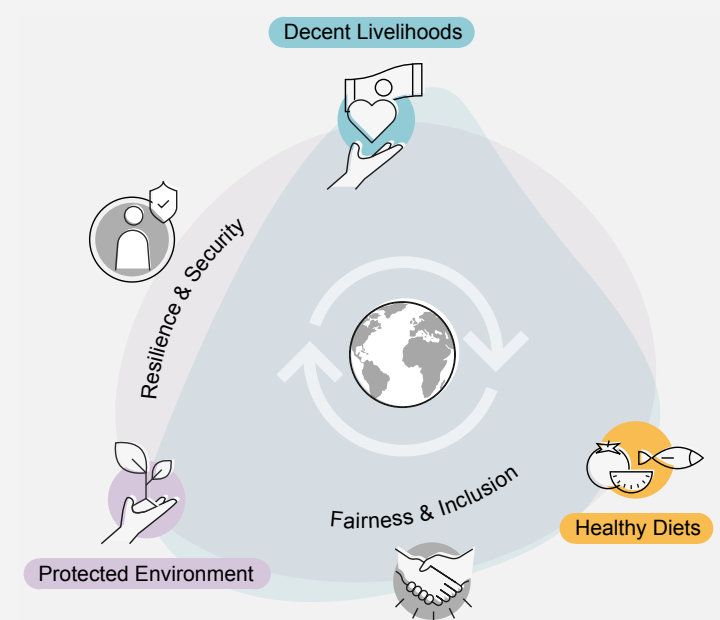 Decent Livelihoods
Resilience & Security
Fairness & Inclusion
Healthy Diets
Protected Environment